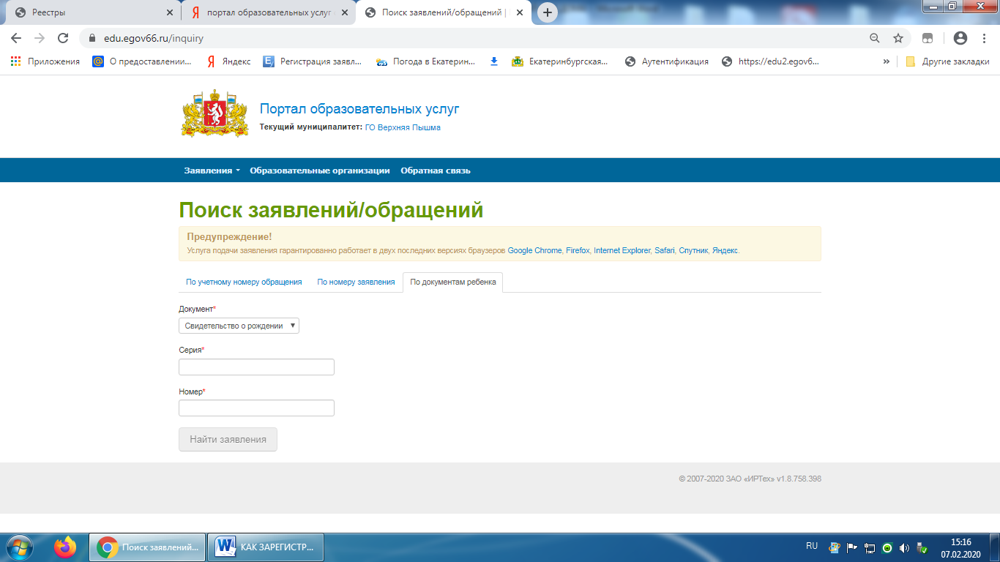 Реестры
портал образовательных услуг
Поиск заявлений/обращений |
edu.egov66.ru/inquiry
Приложения
О предоставлении...
Яндекс
Регистрация заявл...
Погода в Екатерин...
Екатеринбургская...
Аутентификация
https://edu2.egov6...
»
Другие закладки
Портал образовательных услуг
Текущий муниципалитет: ГО Верхняя Пышма
Заявления Образовательные организации Обратная связь
Поиск заявлений/обращений
Предупреждение!
Услуга подачи заявления гарантированно работает в двух последних версиях браузеров Google Chrome, Firefox, Internet Explorer, Safari, Спутник, Яндекс.
По учетному номеру обращения По номеру заявления По документам ребенка
Документ*
Свидетельство о рождении
Серия*
Номер*
Найти заявления
© 2007-2020 ЗАО «ИРТех» v1.8.758.398
Поиск заявлений...
КАК ЗАРЕГИСТР...
RU
15:16
07.02.2020